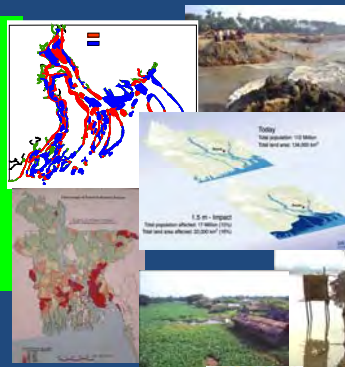 Today
Total population: 112 Million
Total land area: 134,000 km²
1.5 m - Impact
Total population affected: 17 Million (15%)
Total land area affected: 22,000 km² (16%)